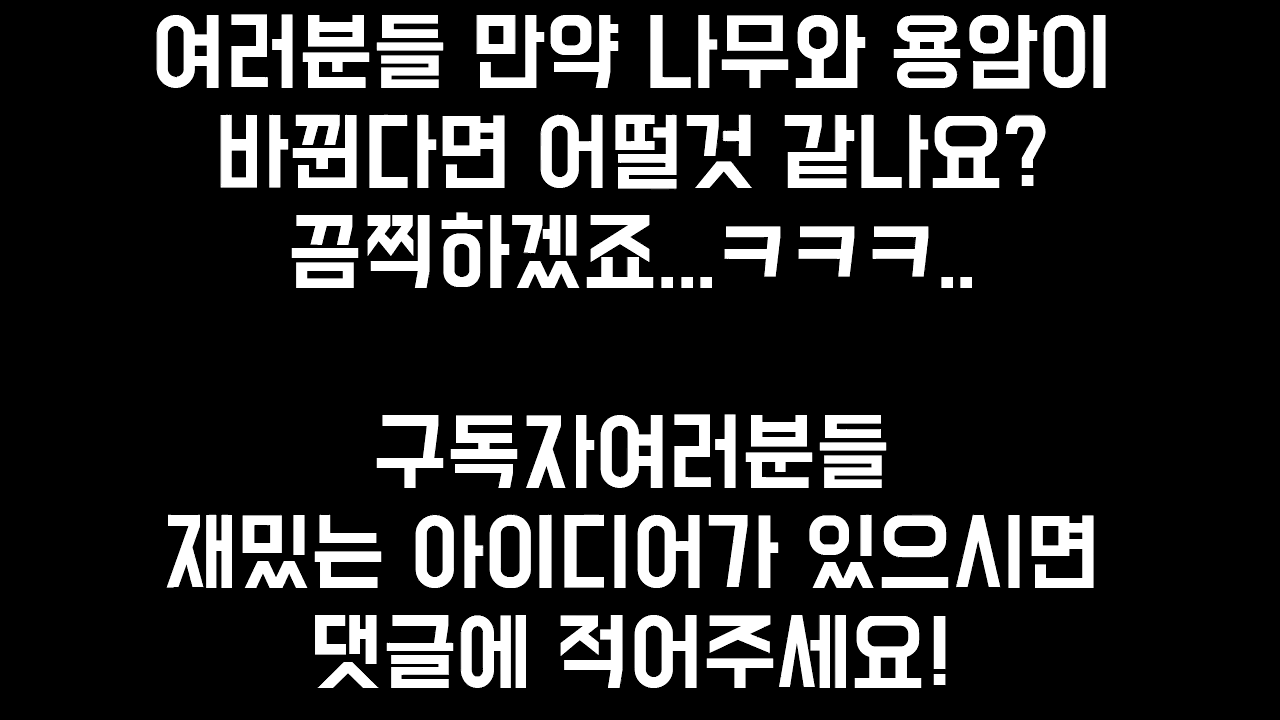 여러분들 만약 나무와 용암이
바뀐다면 어떨것 같나요?
끔찍하겠죠...ㅋㅋㅋ..
구독자여러분들
재밌는 아이디어가 있으시면
댓글에 적어주세요!